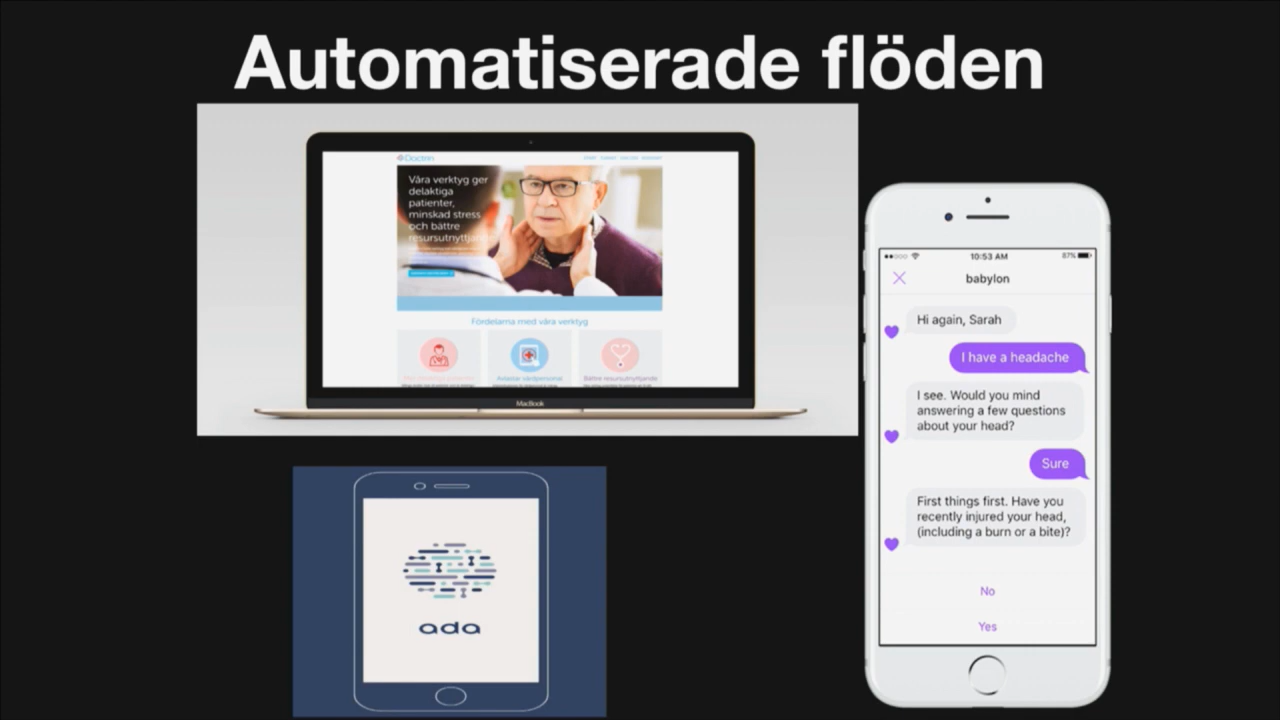 Automatiserade flöden
Doctrin
Våra verktyg ger
delaktiga
patienter,
minskad stress
och bättre
resursutnyttjande
Fördelarna med våra verktyg
Avlastar vårdpersonal
Bättre resursutnyttjande
MacBook
ada
10:53 AM
87%
babylon
Hi again, Sarah
I have a headache
I see. Would you mind
answering a few questions
about your head?
Sure
First things first. Have you
recently injured your head,
(including a burn or a bite)?
No
Yes